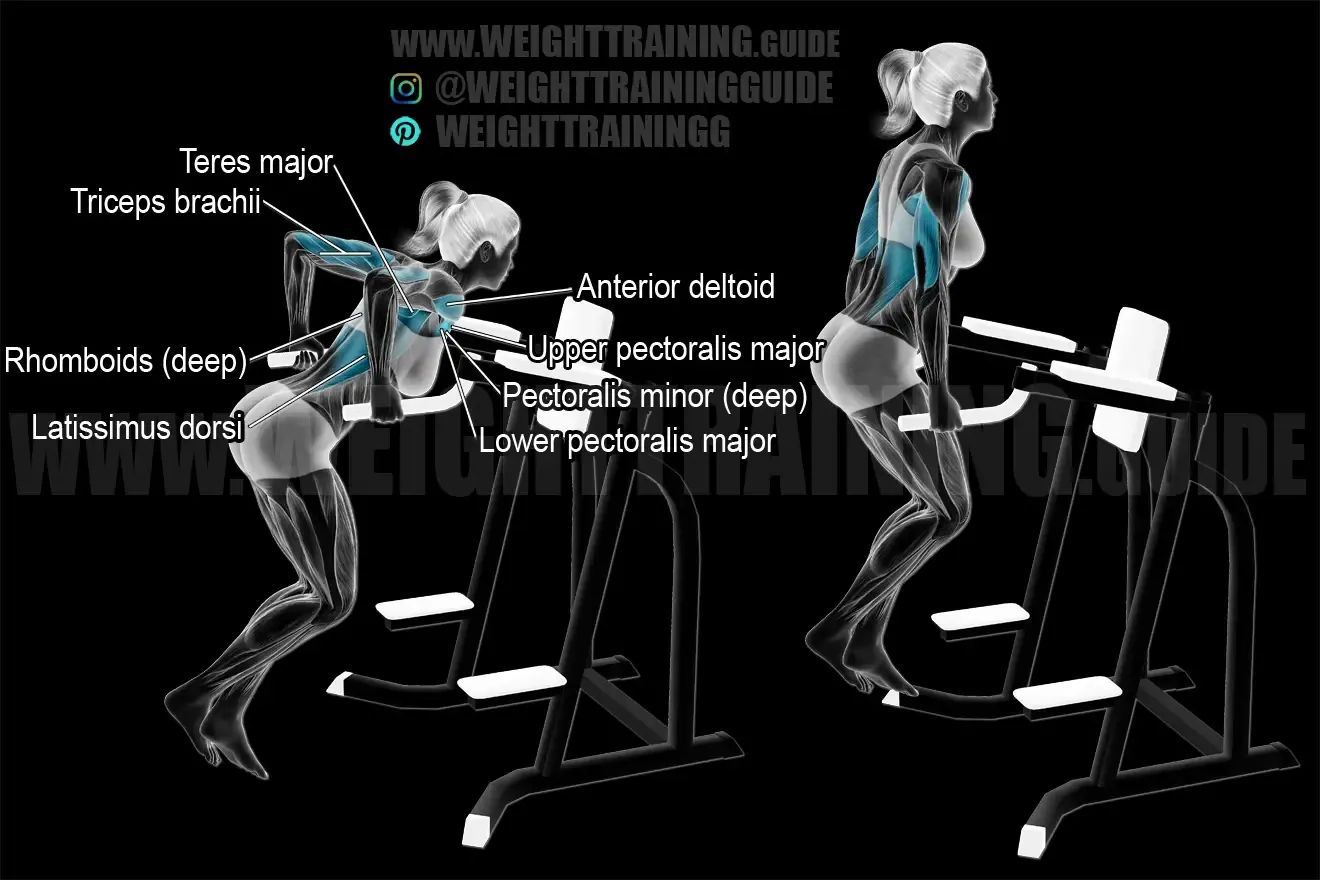 WWW.WEIGHTTRAINING.GUIDE
@WEIGHTTRAININGGUIDE
WEIGHTTRAININGG
Teres major
Triceps brachii
Anterior deltoid
Upper pectoralis major
Rhomboids (deep)
Pectoralis minor (deep)
Latissimus dorsi
Lower pectoralis major
WWW.WEIGHTTRAINING.GUIDE